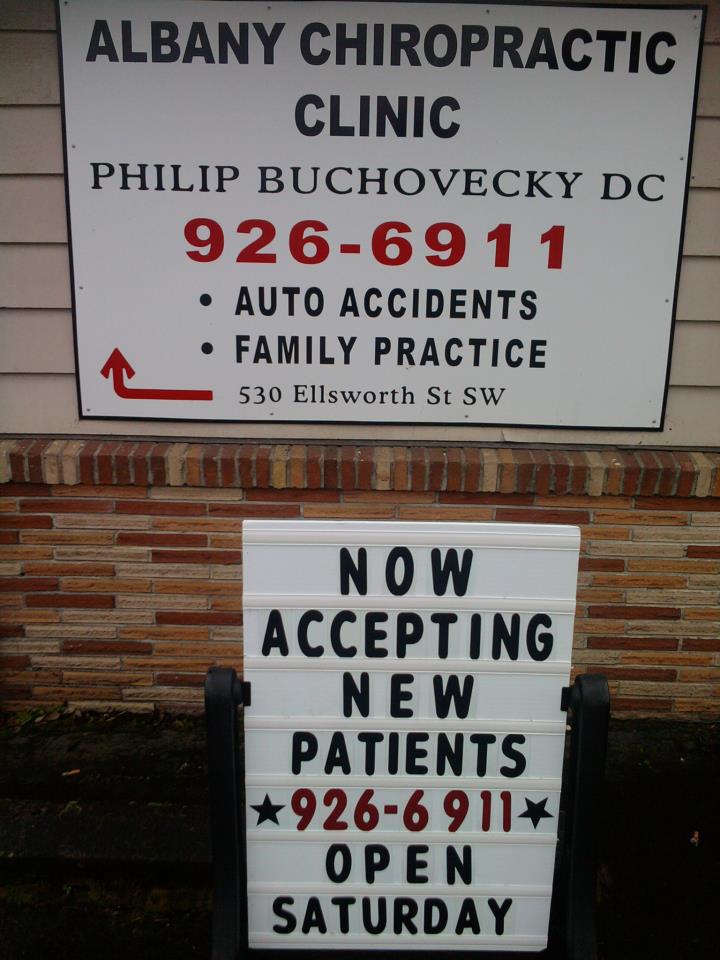 ALBANY CHIROPRACTIC
CLINIC
PHILIP BUCHOVECKY DC
926-6911
• AUTO ACCIDENTS
• FAMILY PRACTICE
530 Ellsworth St SW
NOW
ACCEPTING
NEW
PATIENTS
★926-6911★
OPEN
SATURDAY